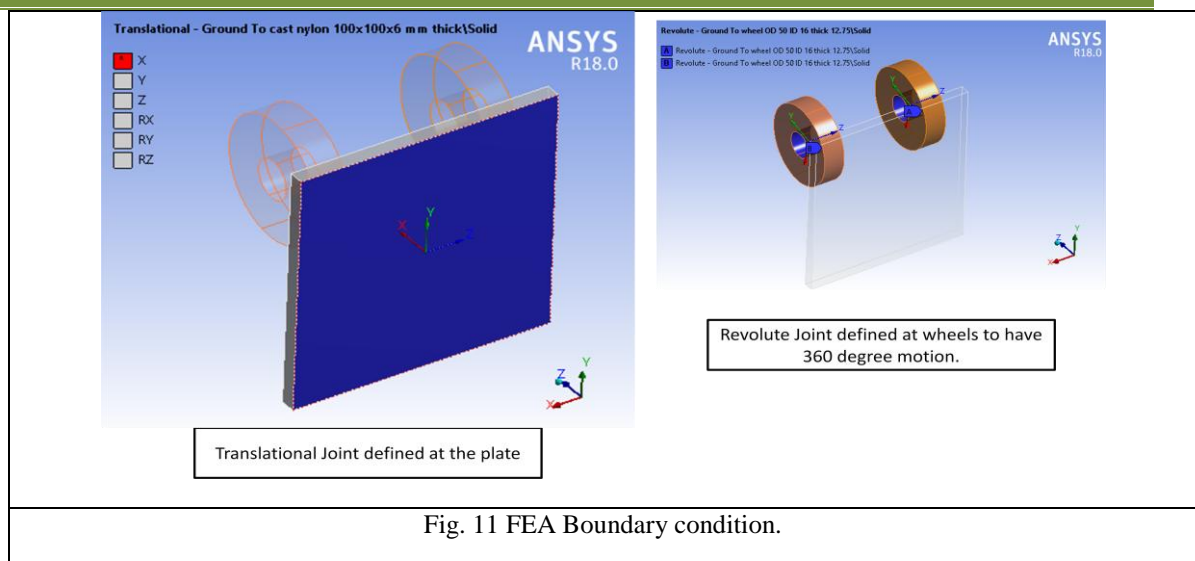 Translational - Ground To cast nylon 100x100x6 mm thick\Solid
X
Y
Z
RX
RY
RZ
ANSYS
R18.0
Y
X
Z
Y
Z
X
Translational Joint defined at the plate
Revolute - Ground To wheel OD 50 ID 16 thick 12.75\Solid
A Revolute - Ground To wheel OD 50 ID 16 thick 12.75\Solid
B Revolute - Ground To wheel OD 50 ID 16 thick 12.75\Solid
ANSYS
R18.0
Y
Z
A
Y
Z
B
Y
Z
X
Revolute Joint defined at wheels to have
360 degree motion.
Fig. 11 FEA Boundary condition.